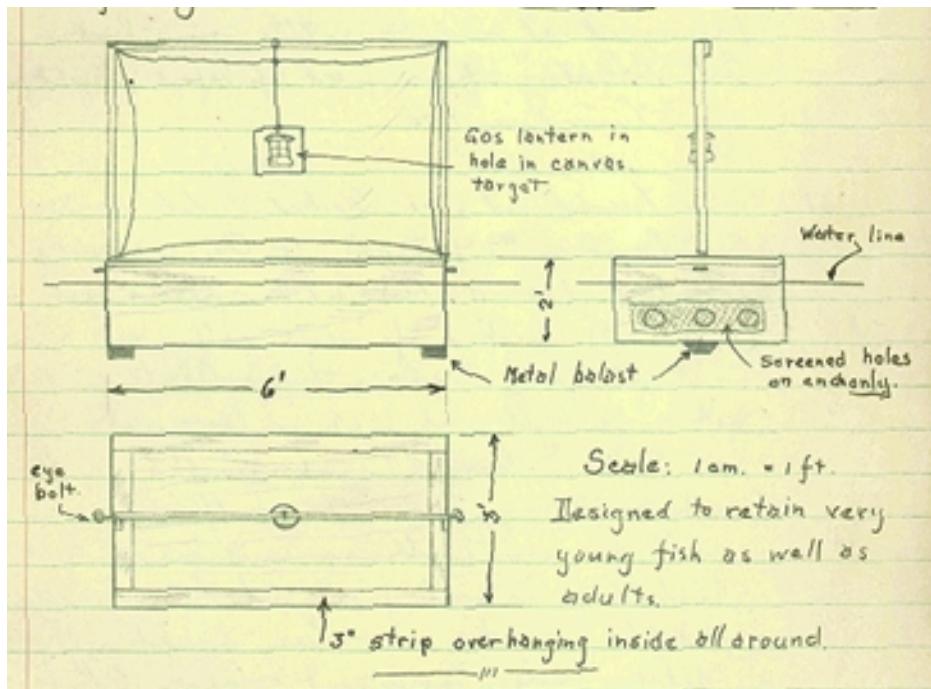 Gas lantern in
hole in canvas
target.
Water line
2'
Metal balast
Screened holes
on end only.
6'
eye
bolt.
3'
Scale: 1 cm. = 1 ft.
Designed to retain very
young fish as well as
adults.
3" strip overhanging inside all around.